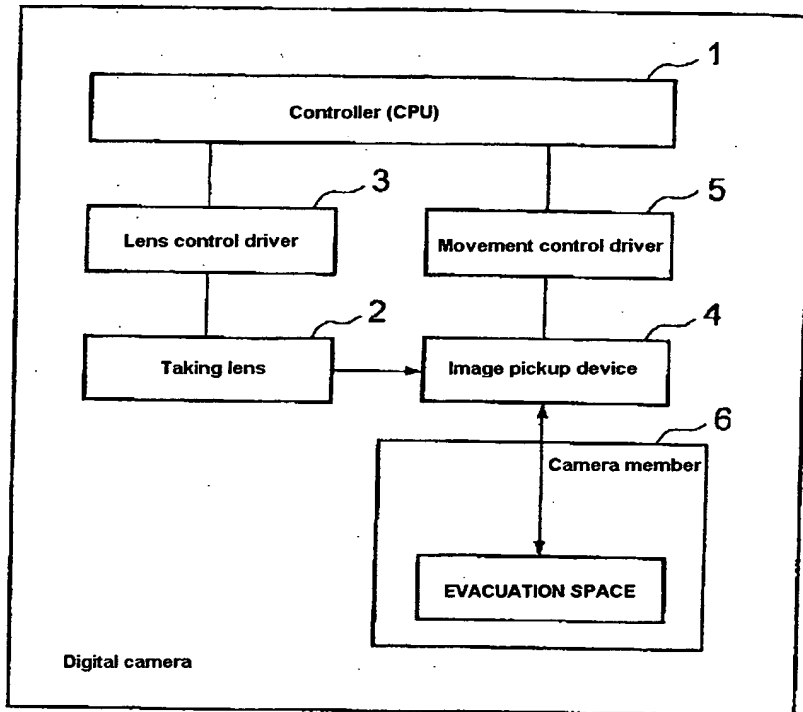 1
Controller (CPU)
3
5
Lens control driver
Movement control driver
2
4
Taking lens
Image pickup device
6
Camera member
EVACUATION SPACE
Digital camera